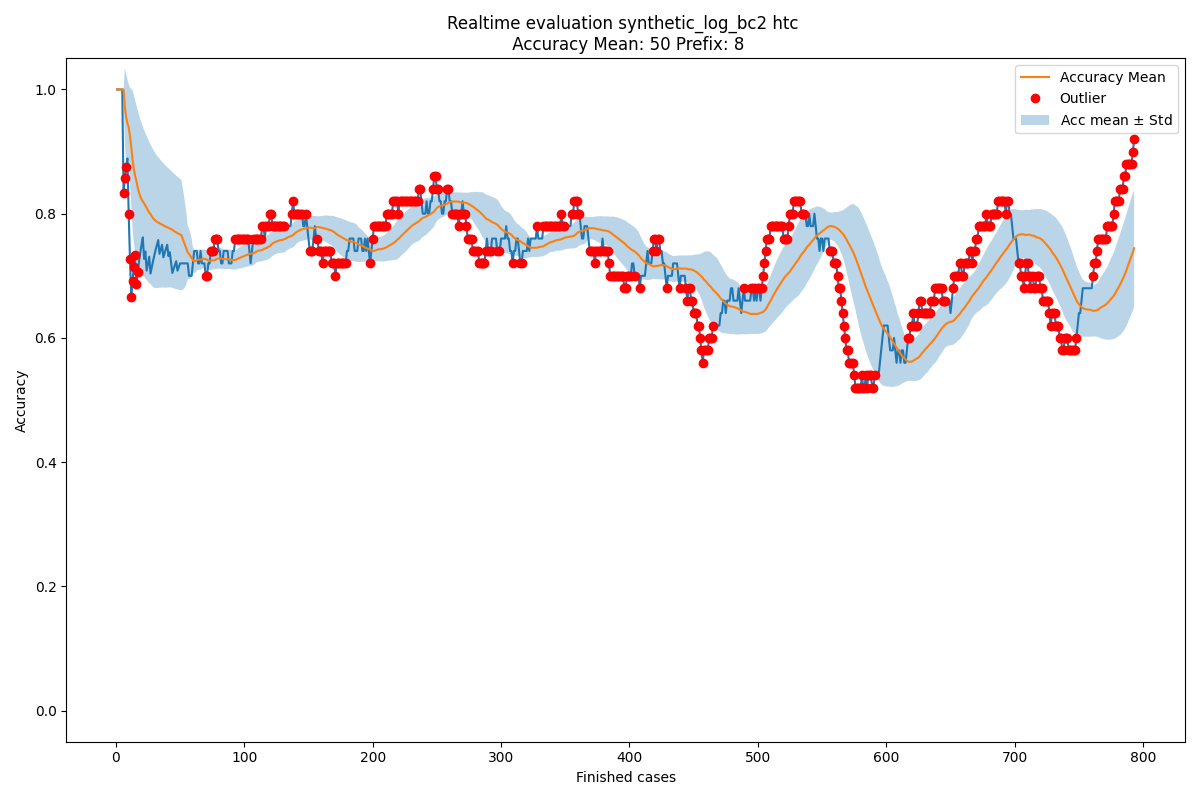 Realtime evaluation synthetic_log_bc2 htc
Accuracy Mean: 50 Prefix: 8
Accuracy Mean
Outlier
Acc mean ± Std
1.0
0.8
0.6
0.4
0.2
0.0
Accuracy
0 100 200 300 400 500 600 700 800
Finished cases